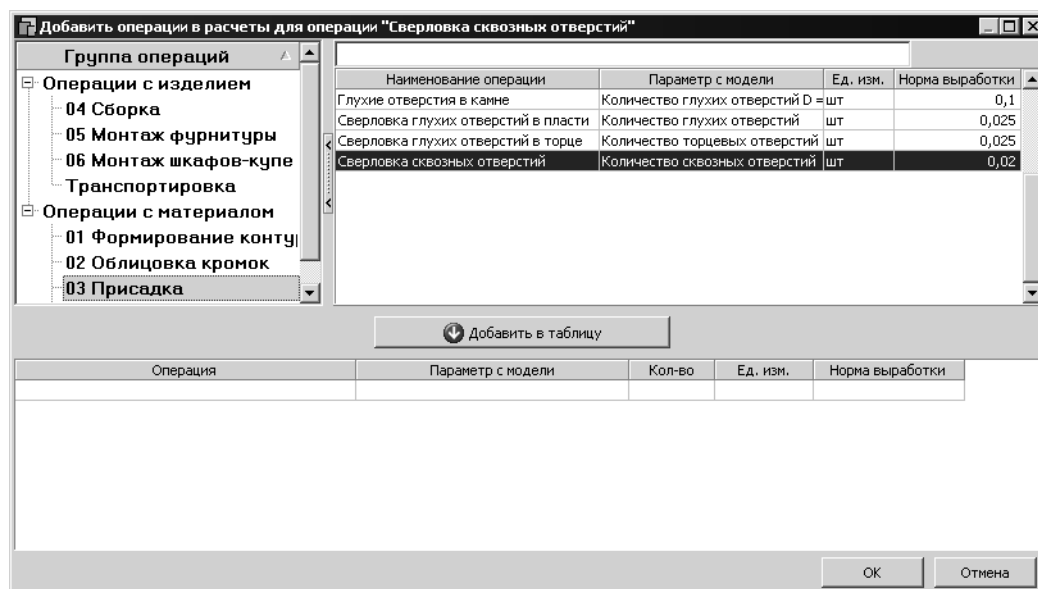 Добавить операции в расчеты для операции "Сверловка сквозных отверстий"
Группа операций
Операции с изделием
04 Сборка
05 Монтаж фурнитуры
06 Монтаж шкафов-купе
Транспортировка
Операции с материалом
01 Формирование конту
02 Облицовка кромок
03 Присадка
Наименование операции Параметр с модели Ед. изм. Норма выработки
Глухие отверстия в камне Количество глухих отверстий D = шт 0,1
Сверловка глухих отверстий в пласти Количество глухих отверстий шт 0,025
Сверловка глухих отверстий в торце Количество торцевых отверстий шт 0,025
Сверловка сквозных отверстий Количество сквозных отверстий шт 0,02
Добавить в таблицу
Операция Параметр с модели Кол-во Ед. изм. Норма выработки
OK Отмена